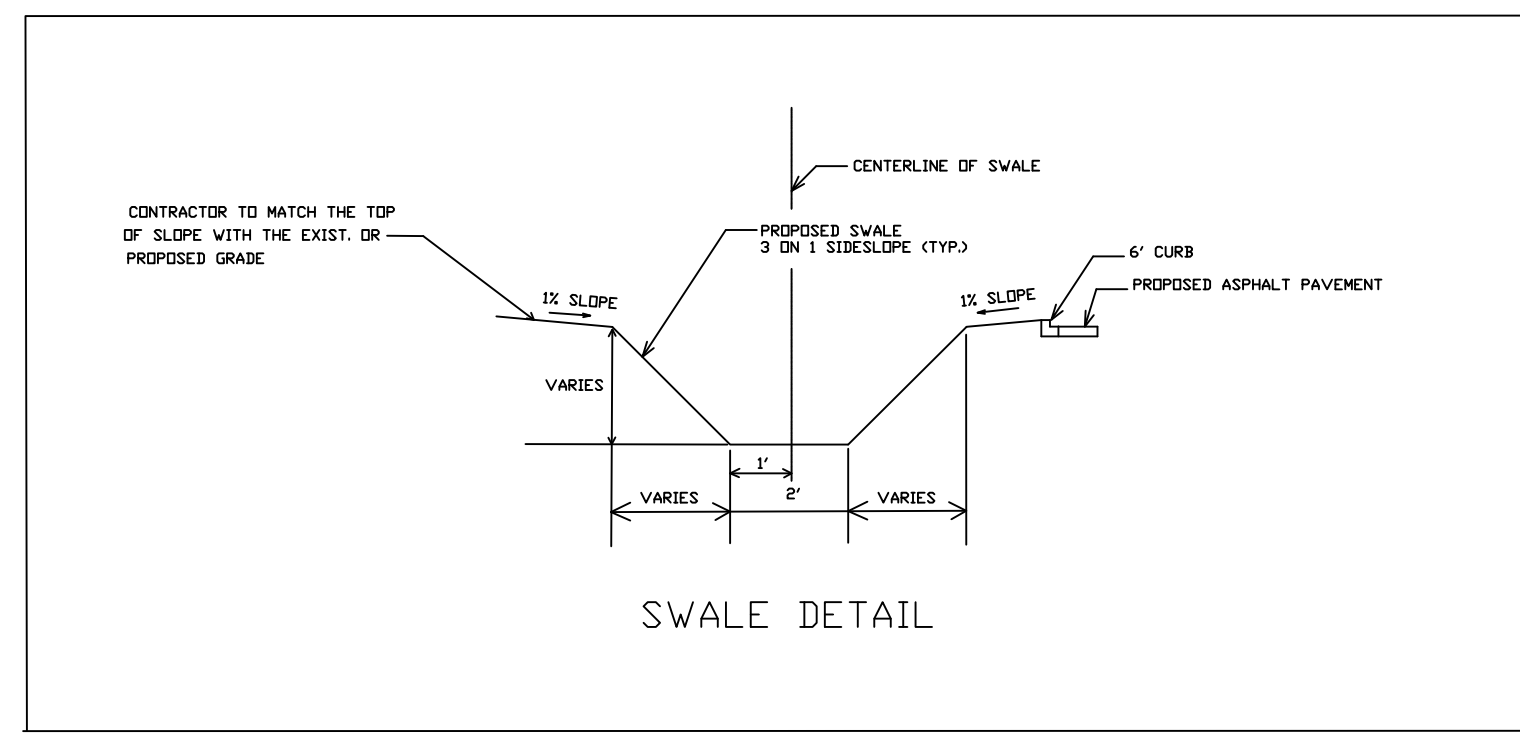 CENTERLINE OF SWALE
CONTRACTOR TO MATCH THE TOP
OF SLOPE WITH THE EXIST. OR
PROPOSED GRADE
PROPOSED SWALE
3 ON 1 SIDESLOPE (TYP.)
6' CURB
PROPOSED ASPHALT PAVEMENT
1% SLOPE
1% SLOPE
VARIES
1'
2'
VARIES
VARIES
SWALE DETAIL